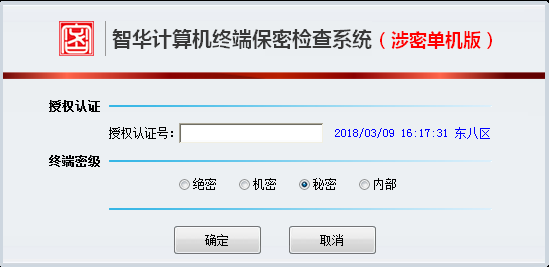 智华计算机终端保密检查系统（涉密单机版）
授权认证
授权认证号： 2018/03/09 16:17:31 东八区
终端密级
绝密 机密 秘密 内部
确定 取消